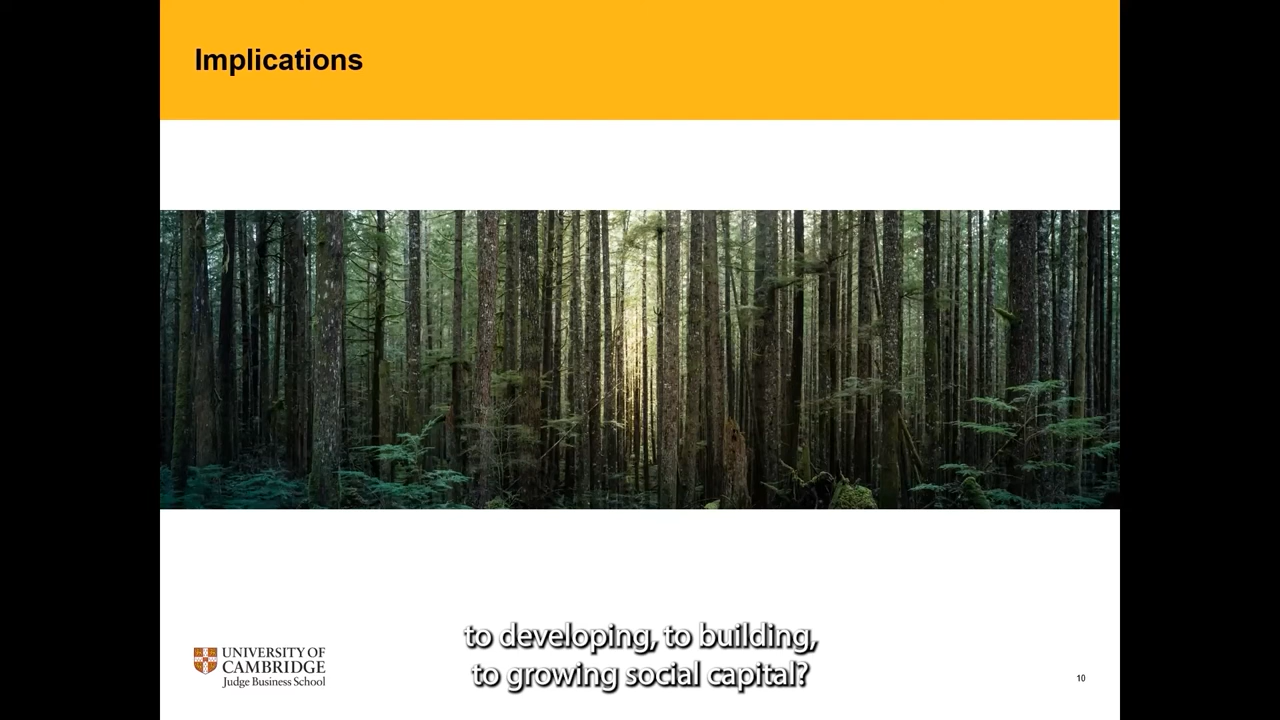 Implications
UNIVERSITY OF
CAMBRIDGE
Judge Business School
to developing, to building,
to growing social capital?
10